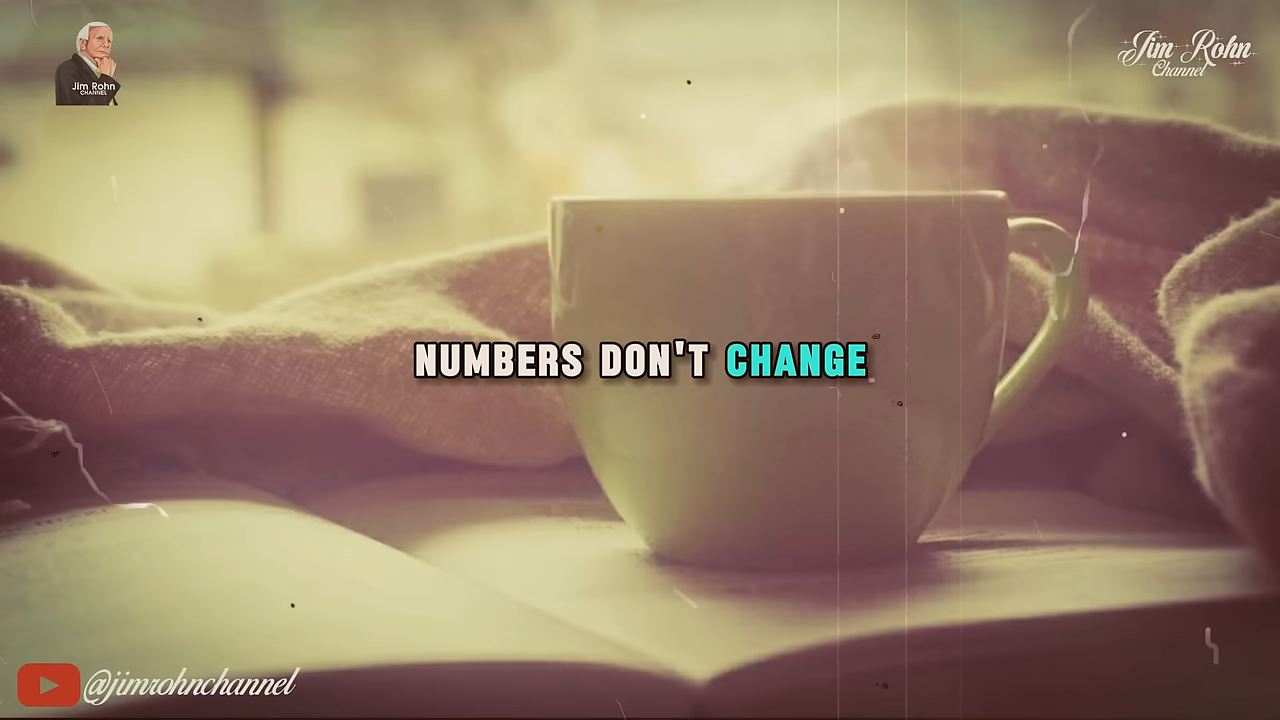 Jim Rohn
CHANNEL
Jim Rohn
Channel
NUMBERS DON'T CHANGE
@jimrohnchannel